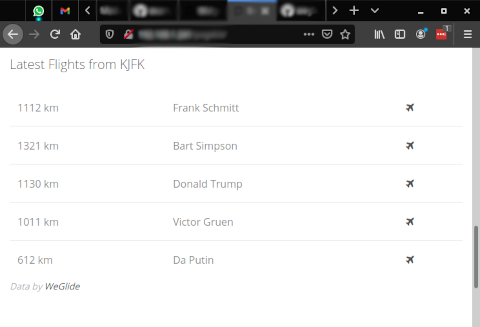 Latest Flights from KJFK
1112 km Frank Schmitt
1321 km Bart Simpson
1130 km Donald Trump
1011 km Victor Gruen
612 km Da Putin
Data by WeGlide